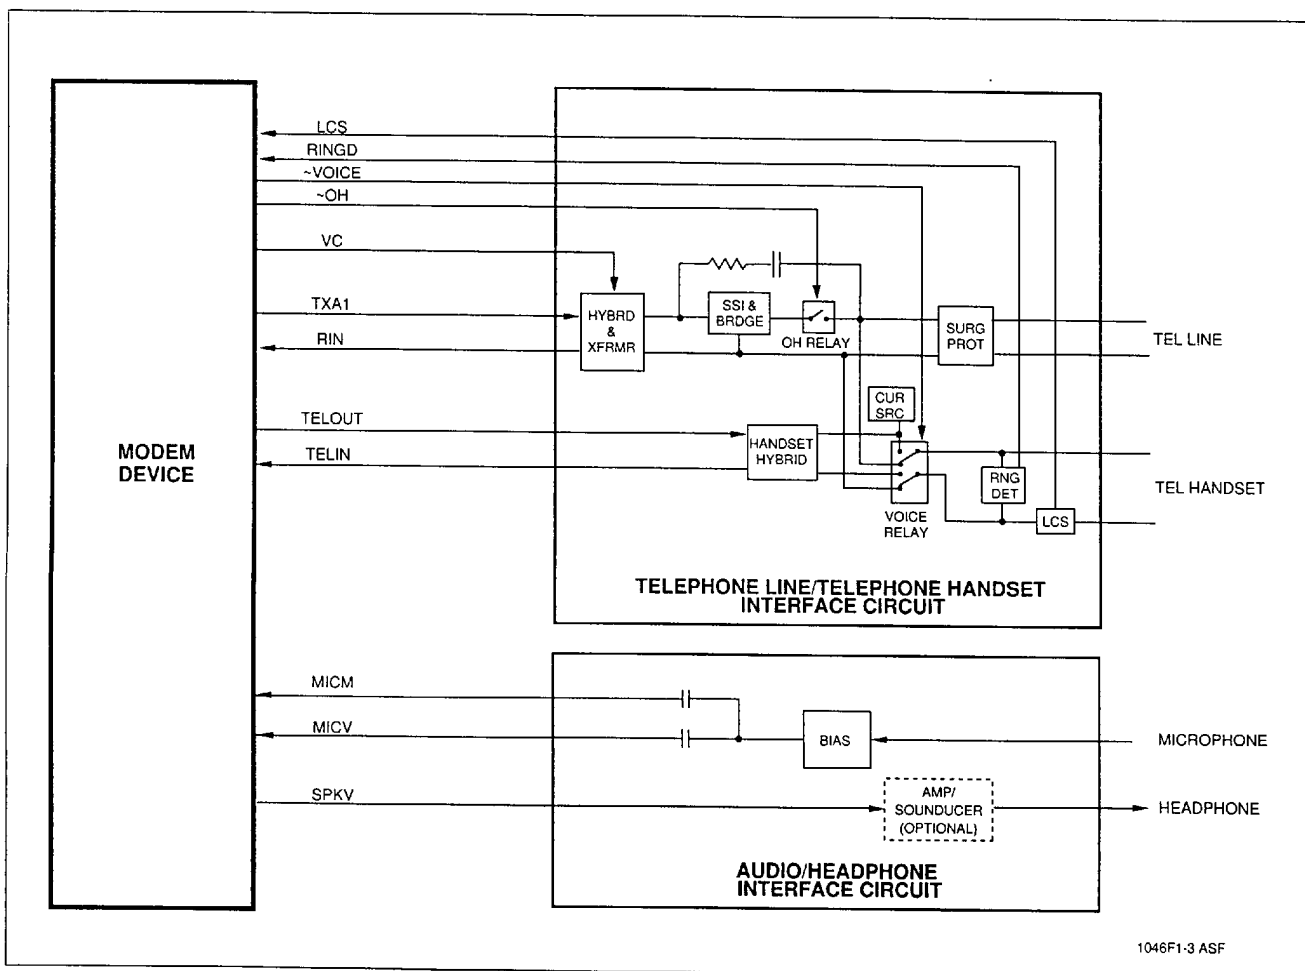 LCS
RINGD
~VOICE
~OH
VC
TXA1
RIN
TELOUT
TELIN
MODEM
DEVICE
HYBRD
&
XFRMR
SSI &
BRDGE
OH RELAY
SURG
PROT
TEL LINE
CUR
SRC
HANDSET
HYBRID
VOICE
RELAY
RNG
DET
LCS
TEL HANDSET
TELEPHONE LINE/TELEPHONE HANDSET
INTERFACE CIRCUIT
MICM
MICV
SPKV
BIAS
MICROPHONE
AMP/
SOUNDUCER
(OPTIONAL)
HEADPHONE
AUDIO/HEADPHONE
INTERFACE CIRCUIT
1046F1-3 ASF